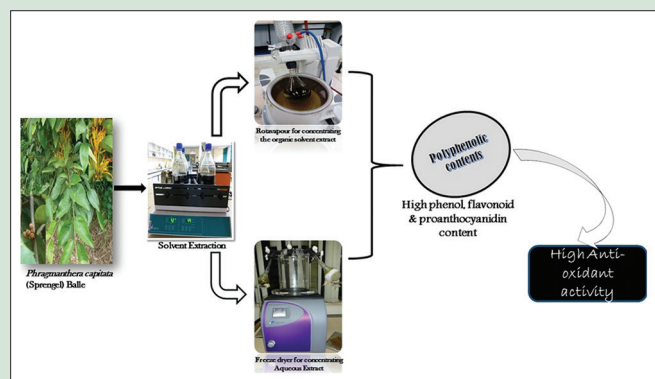 Phragmanthera capitata
(Sprengel) Balle
Solvent Extraction
Rotavapour for concentrating
the organic solvent extract
Freeze dryer for concentrating
Aqueous Extract
Polyphenolic
contents
High phenol, flavonoid
& proanthocyanidin
content
High Anti-
oxidant
activity